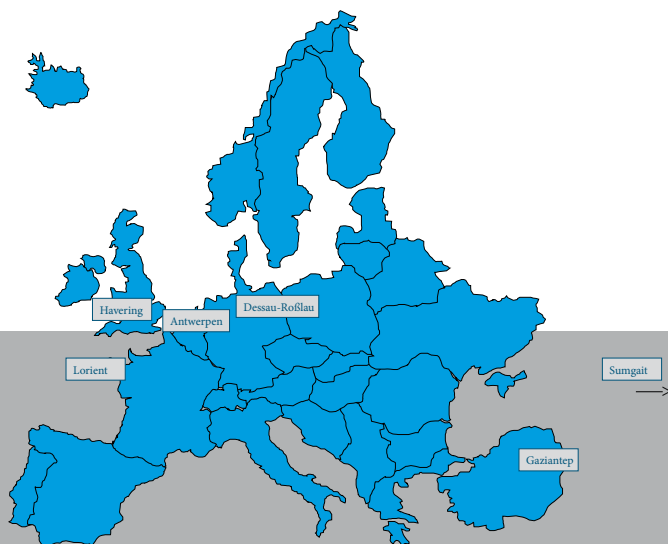 Havering
Dessau-Roßlau
Antwerpen
Lorient
Sumgait
Gaziantep